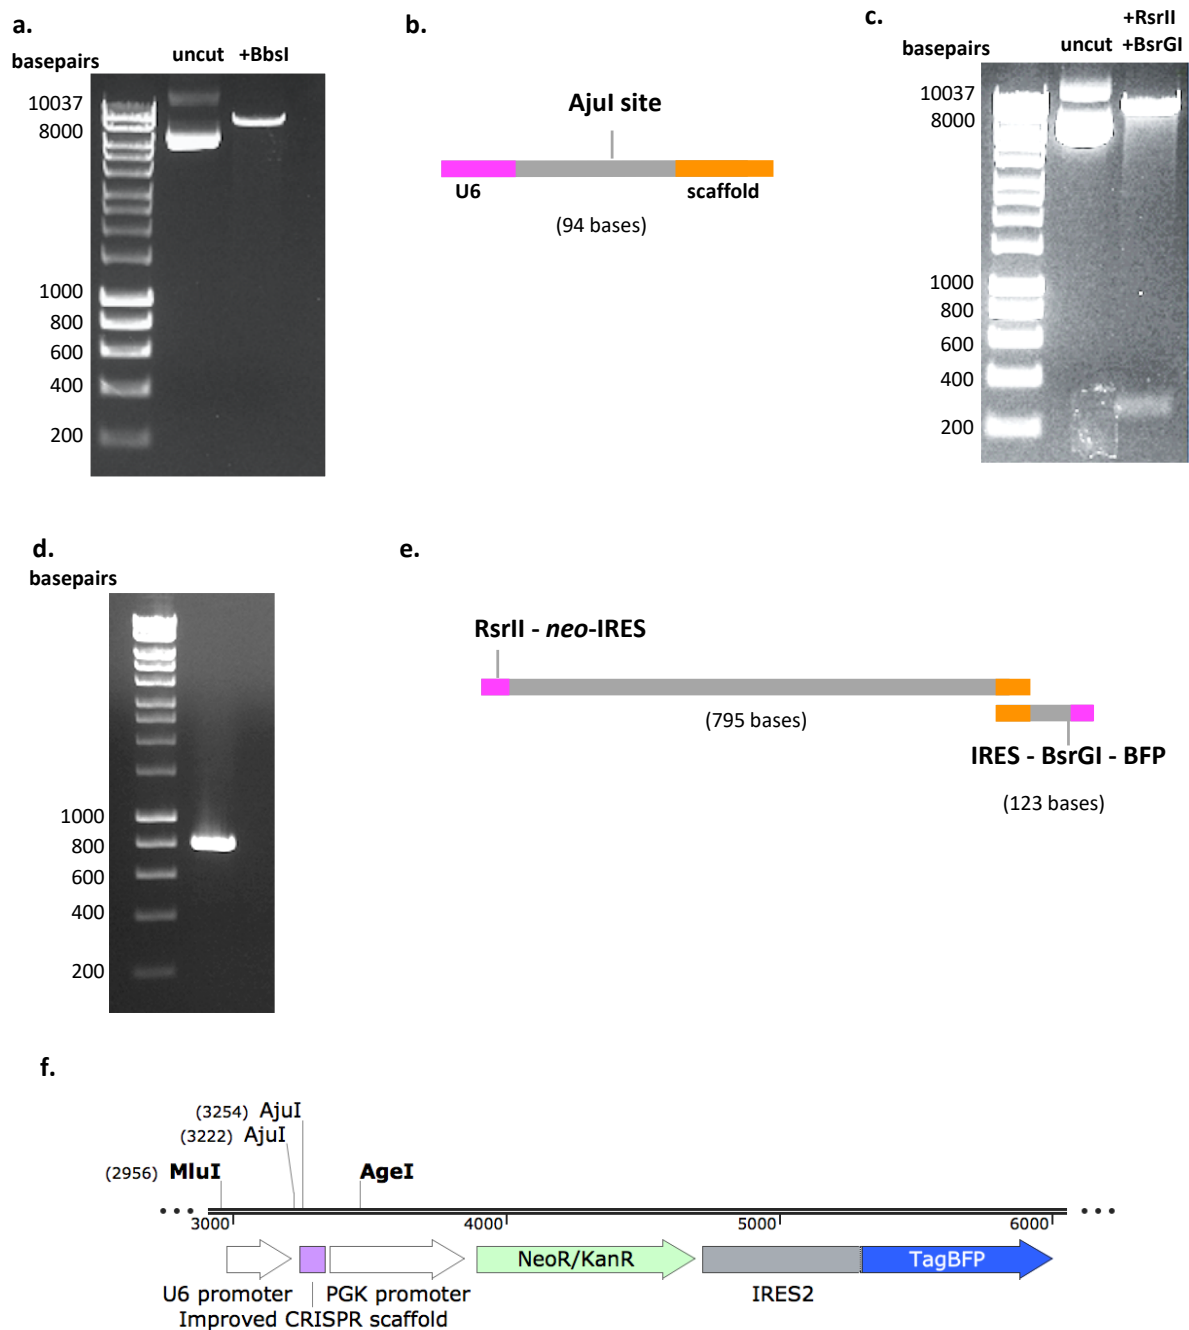 a.
basepairs
uncut +BbsI
10037
8000
1000
800
600
400
200
b.
AjuI site
U6
scaffold
(94 bases)
c.
+RsrII
basepairs
uncut +BsrGI
10037
8000
1000
800
600
400
200
d.
basepairs
1000
800
600
400
200
e.
RsrII - neo-IRES
(795 bases)
IRES - BsrGI - BFP
(123 bases)
f.
(3254) AjuI
(3222) AjuI
(2956) MluI
AgeI
3000 4000 5000 6000
NeoR/KanR
TagBFP
U6 promoter PGK promoter IRES2
Improved CRISPR scaffold